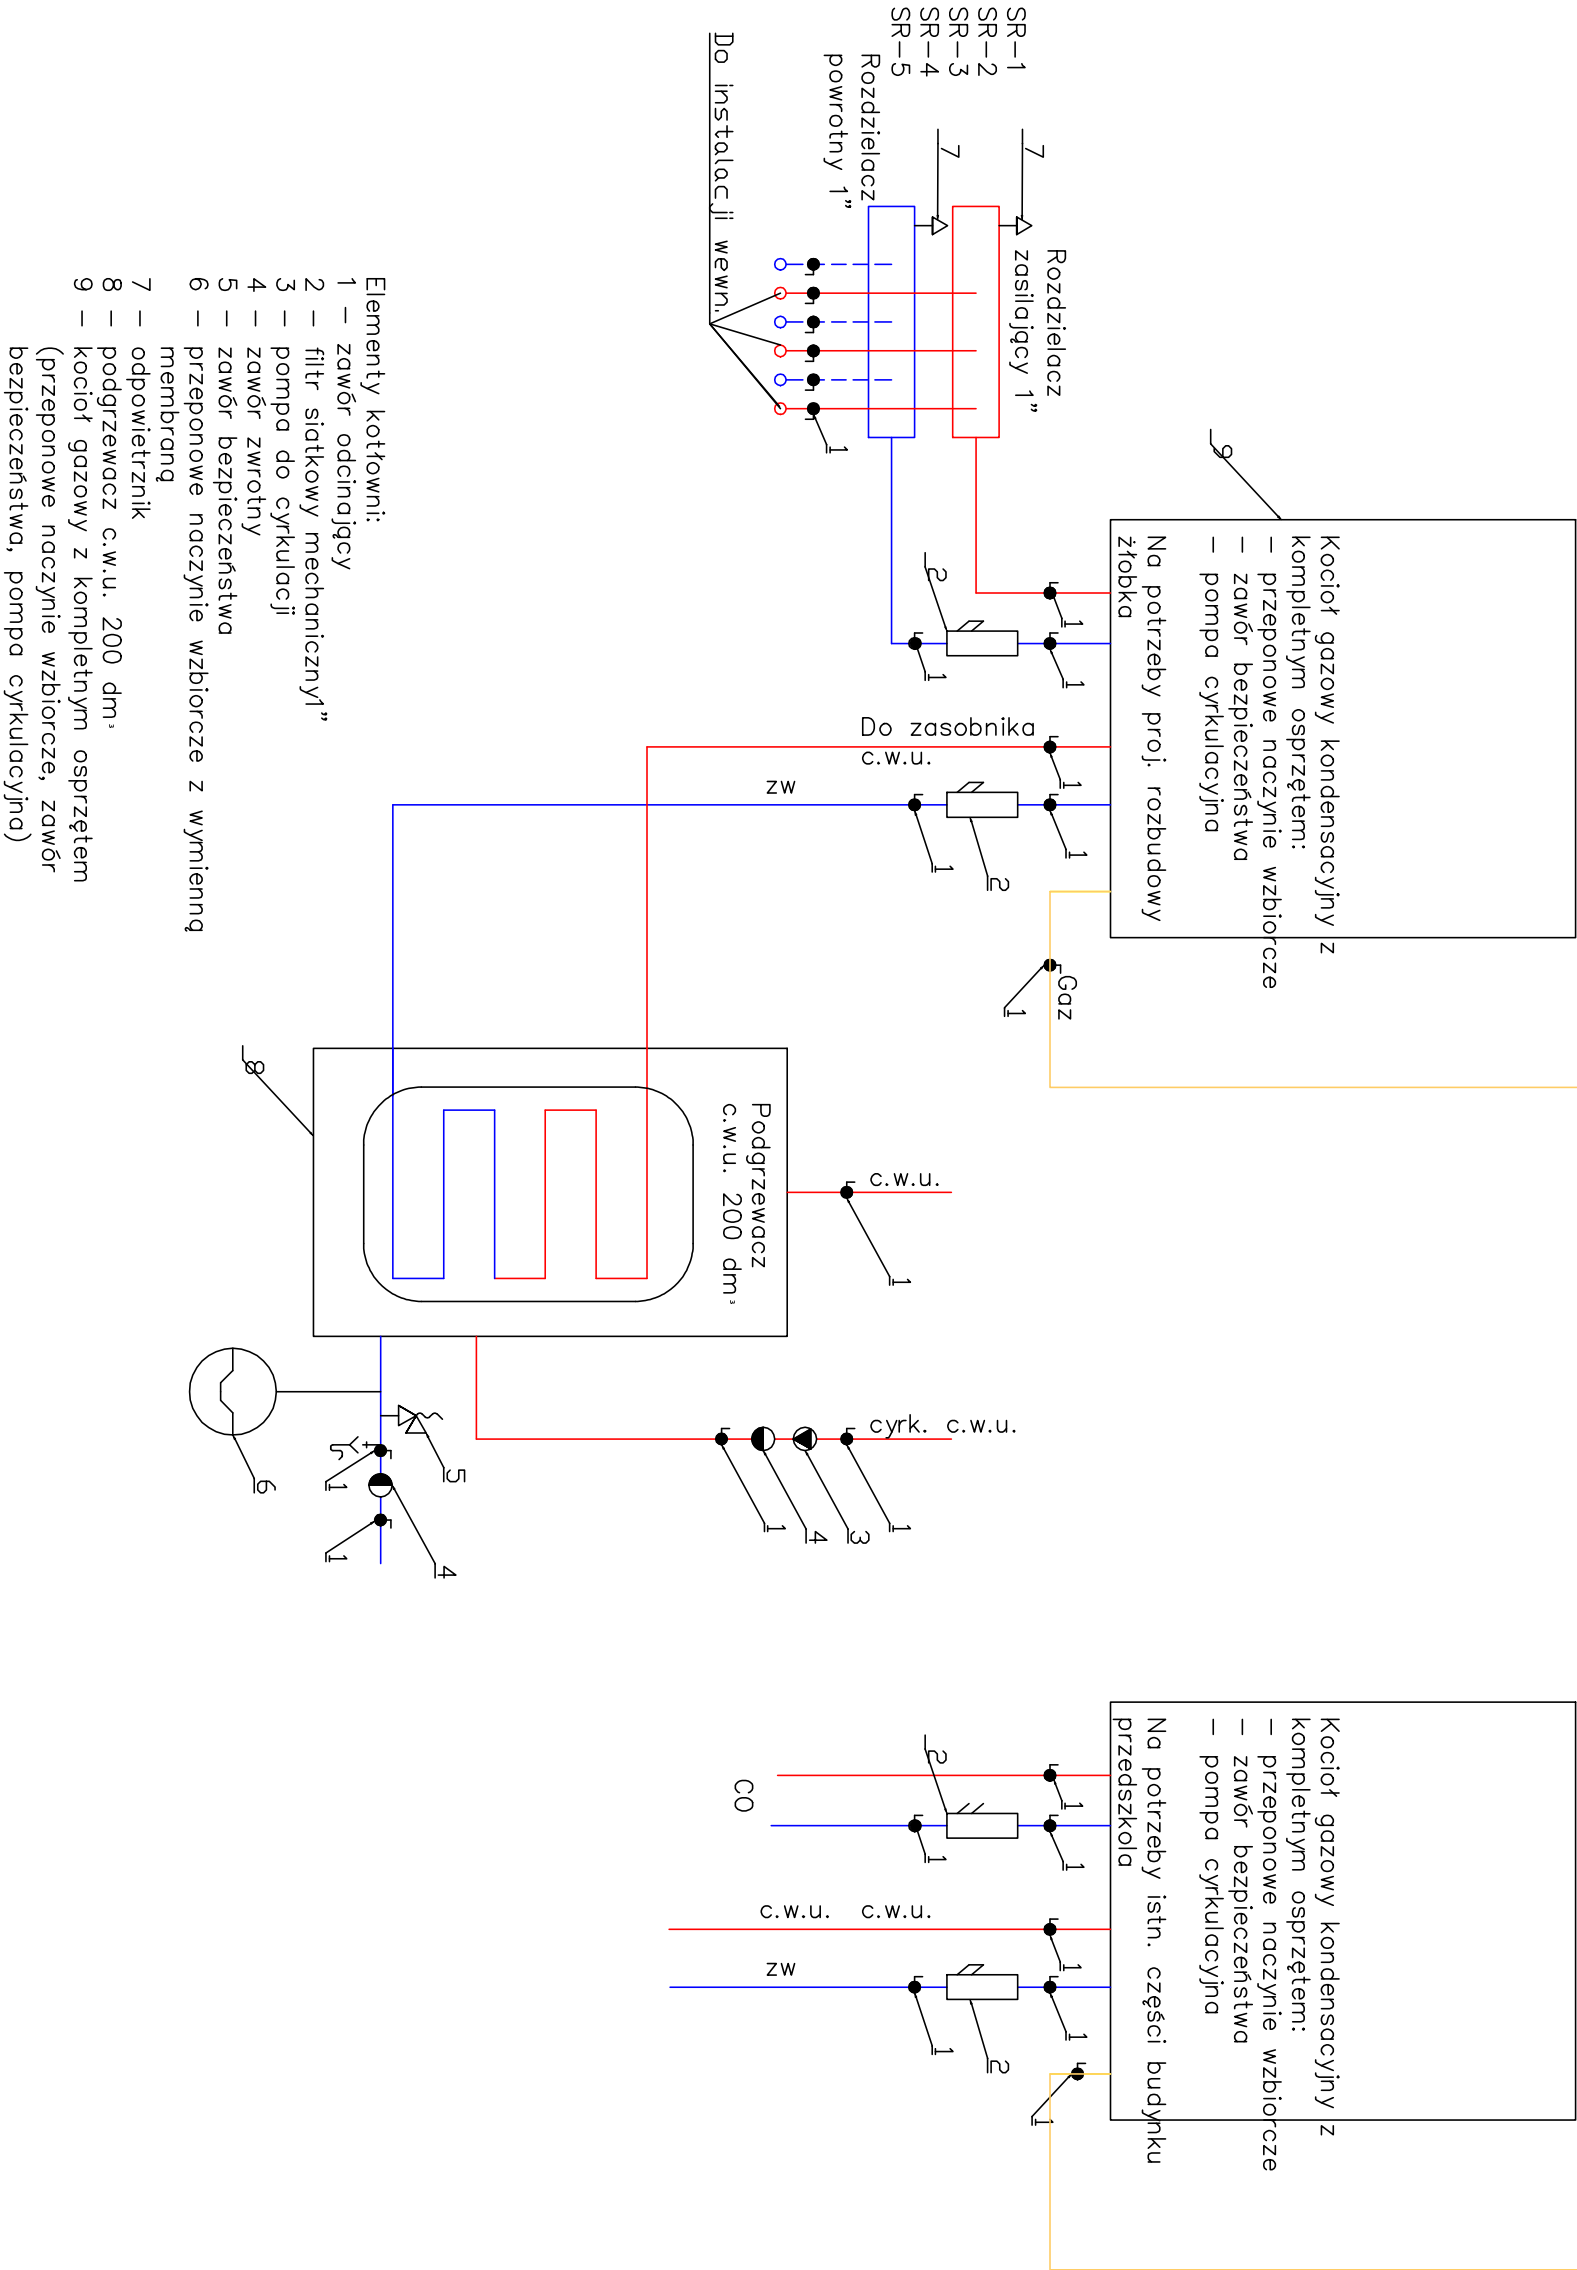 SR-1
SR-2
SR-3
SR-4
SR-5
7
7
Rozdzielacz
zasilający 1"
Rozdzielacz
powrotny 1"
Do instalacji wewn.
1
9
Kocioł gazowy kondensacyjny z
kompletnym osprzętem:
- przeponowe naczynie wzbiorcze
- zawór bezpieczeństwa
- pompa cyrkulacyjna
Na potrzeby proj. rozbudowy
żłobka
1
1
2
1
Do zasobnika
c.w.u.
zw
1
1
2
1
Gaz
1
8
Podgrzewacz
c.w.u. 200 dm³
c.w.u.
1
cyrk. c.w.u.
1
3
4
1
5
6
1
4
1
Kocioł gazowy kondensacyjny z
kompletnym osprzętem:
- przeponowe naczynie wzbiorcze
- zawór bezpieczeństwa
- pompa cyrkulacyjna
Na potrzeby istn. części budynku
przedszkola
1
1
2
1
CO
c.w.u. c.w.u.
zw
1
1
2
1
1
Elementy kotłowni:
1 - zawór odcinający
2 - filtr siatkowy mechaniczny1"
3 - pompa do cyrkulacji
4 - zawór zwrotny
5 - zawór bezpieczeństwa
6 - przeponowe naczynie wzbiorcze z wymienną
membraną
7 - odpowietrznik
8 - podgrzewacz c.w.u. 200 dm³
9 - kocioł gazowy z kompletnym osprzętem
(przeponowe naczynie wzbiorcze, zawór
bezpieczeństwa, pompa cyrkulacyjna)